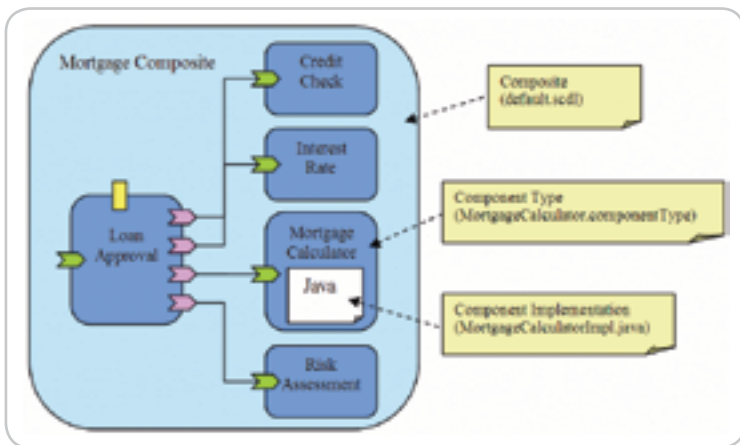 Mortgage Composite
Credit
Check
Interest
Rate
Loan
Approval
Mortgage
Calculator
Java
Risk
Assessment
Composite
(default.scdl)
Component Type
(MortgageCalculator.componentType)
Component Implementation
(MortgageCalculatorImpl.java)